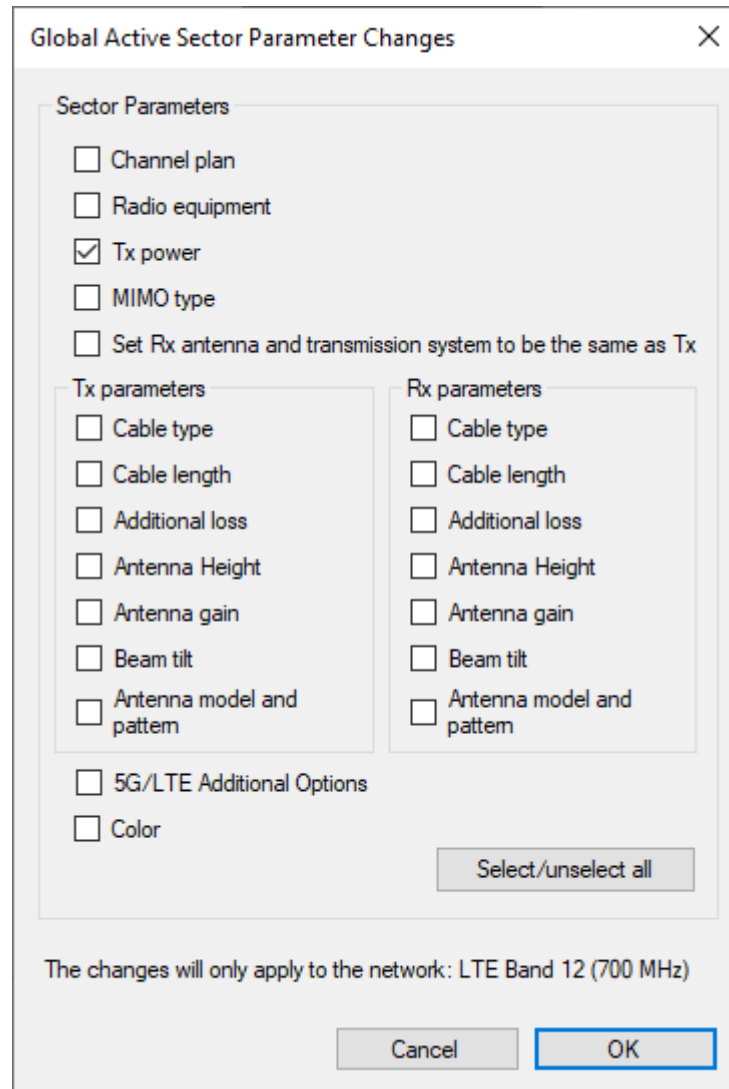 Global Active Sector Parameter Changes
Sector Parameters
Channel plan
Radio equipment
Tx power
MIMO type
Set Rx antenna and transmission system to be the same as Tx
Tx parameters
Cable type
Cable length
Additional loss
Antenna Height
Antenna gain
Beam tilt
Antenna model and
pattern
Rx parameters
Cable type
Cable length
Additional loss
Antenna Height
Antenna gain
Beam tilt
Antenna model and
pattern
5G/LTE Additional Options
Color
Select/unselect all
The changes will only apply to the network: LTE Band 12 (700 MHz)
Cancel
OK